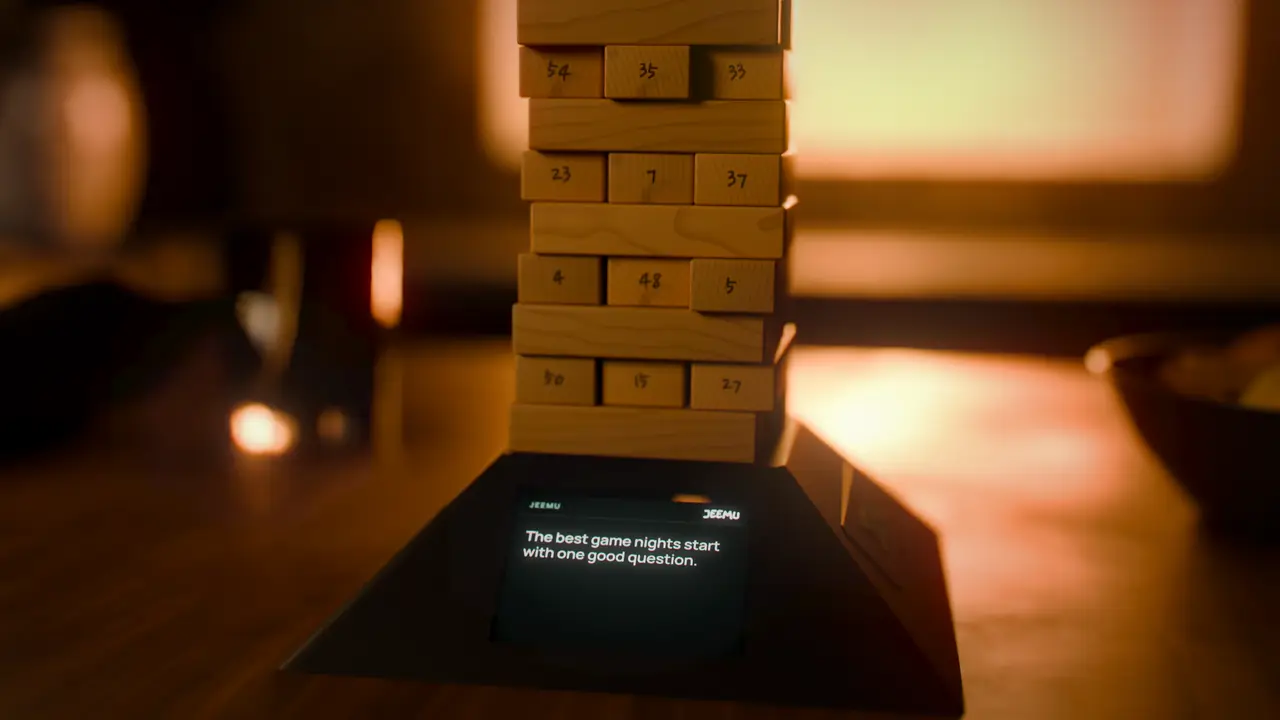 54 35 33
23 7 37
4 48 5
50 15 27
JEEMU JEEMU
The best game nights start
with one good question.